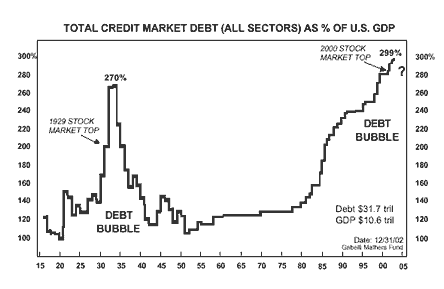 TOTAL CREDIT MARKET DEBT (ALL SECTORS) AS % OF U.S. GDP
2000 STOCK
MARKET TOP
299%
300%
300%
?
270%
280
280
260
260
1929 STOCK
MARKET TOP
240
240
220
220
DEBT
BUBBLE
200
200
180
180
160
160
140
140
DEBT
BUBBLE
Debt $31.7 tril
GDP $10.6 tril
120
120
100
100
Date: 12/31/02
Gabelli Mathers Fund
15 20 25 30 35 40 45 50 55 60 65 70 75 80 85 90 95 00 05